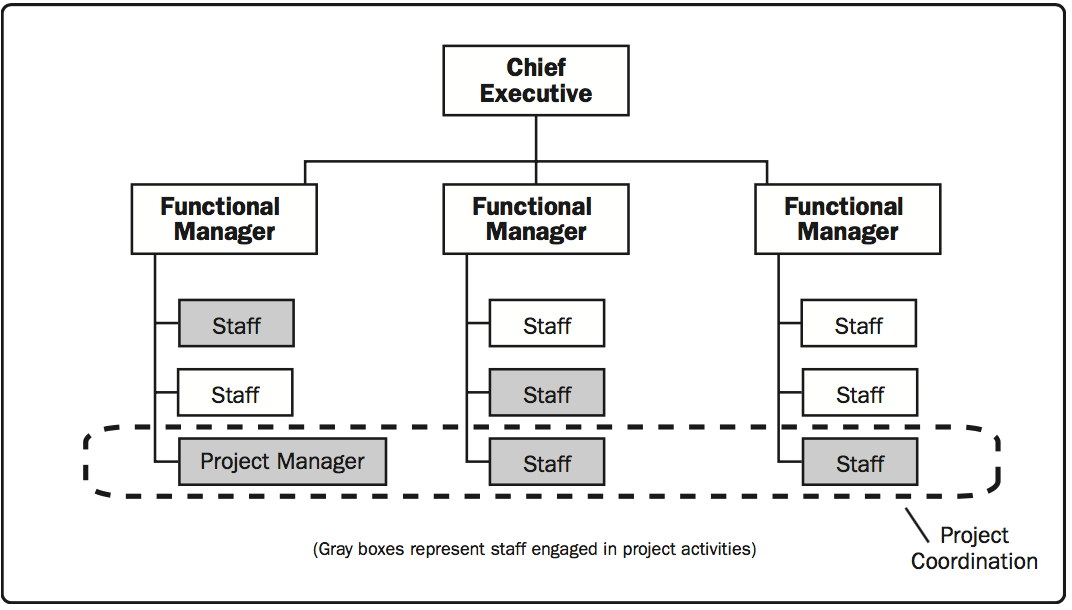 Chief
Executive
Functional
Manager
Functional
Manager
Functional
Manager
Staff
Staff
Staff
Staff
Staff
Staff
Project Manager
Staff
Staff
(Gray boxes represent staff engaged in project activities)
Project
Coordination